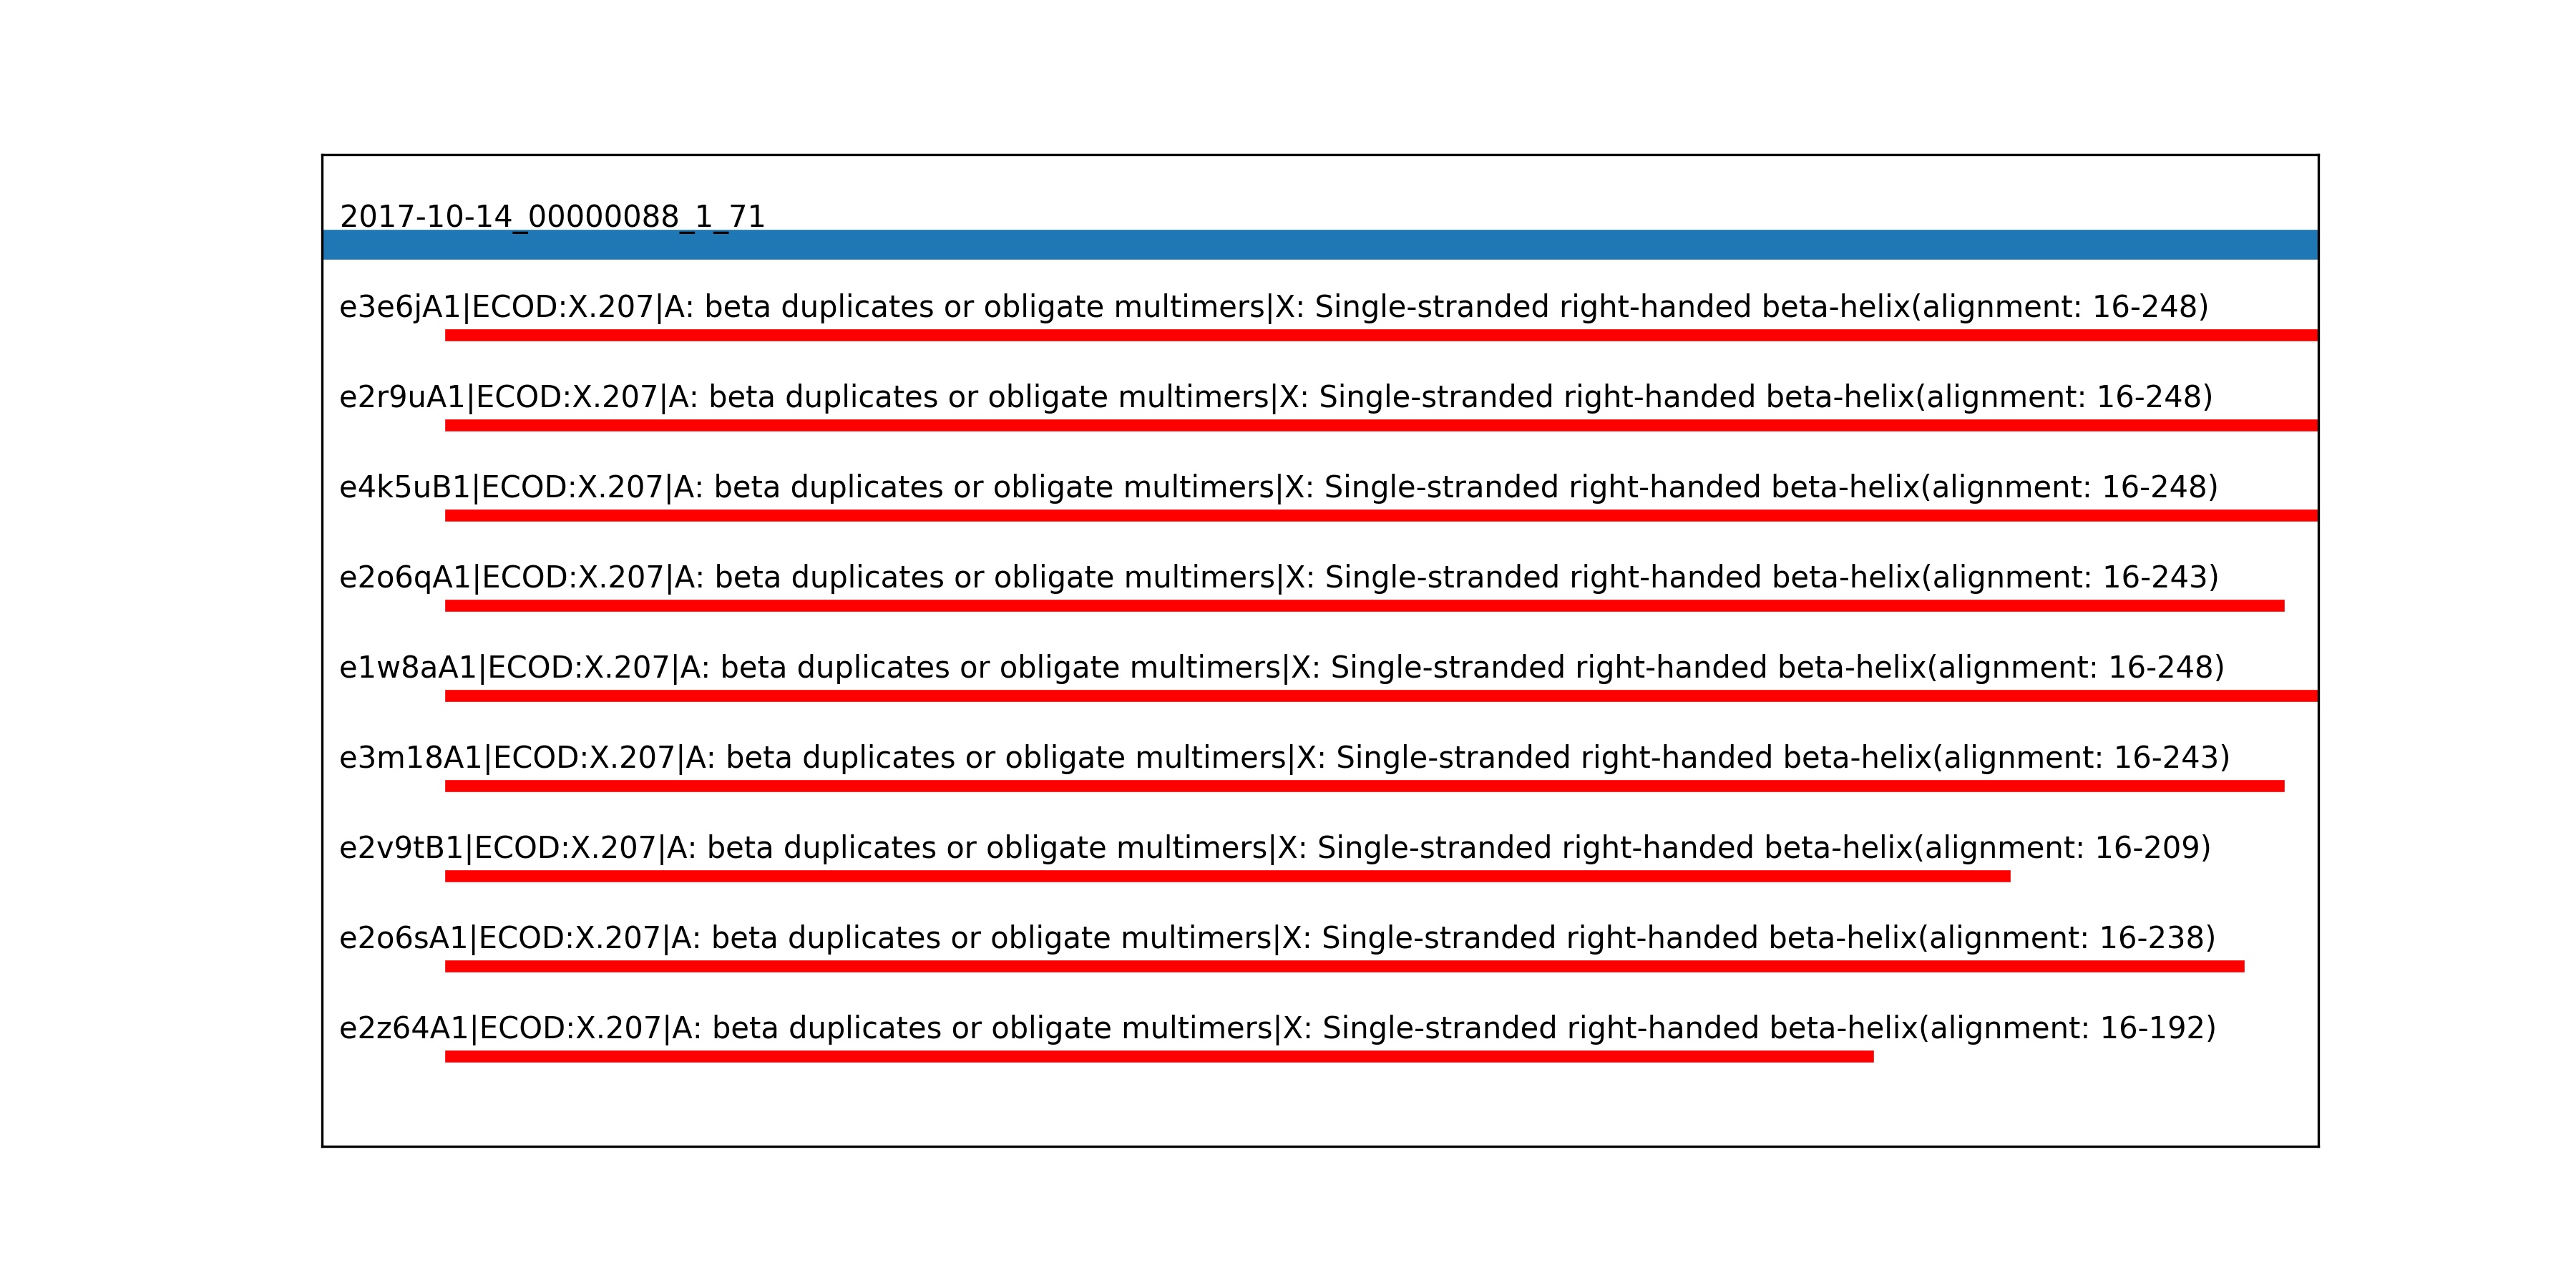 2017-10-14_00000088_1_71
e3e6jA1|ECOD:X.207|A: beta duplicates or obligate multimers|X: Single-stranded right-handed beta-helix(alignment: 16-248)
e2r9uA1|ECOD:X.207|A: beta duplicates or obligate multimers|X: Single-stranded right-handed beta-helix(alignment: 16-248)
e4k5uB1|ECOD:X.207|A: beta duplicates or obligate multimers|X: Single-stranded right-handed beta-helix(alignment: 16-248)
e2o6qA1|ECOD:X.207|A: beta duplicates or obligate multimers|X: Single-stranded right-handed beta-helix(alignment: 16-243)
e1w8aA1|ECOD:X.207|A: beta duplicates or obligate multimers|X: Single-stranded right-handed beta-helix(alignment: 16-248)
e3m18A1|ECOD:X.207|A: beta duplicates or obligate multimers|X: Single-stranded right-handed beta-helix(alignment: 16-243)
e2v9tB1|ECOD:X.207|A: beta duplicates or obligate multimers|X: Single-stranded right-handed beta-helix(alignment: 16-209)
e2o6sA1|ECOD:X.207|A: beta duplicates or obligate multimers|X: Single-stranded right-handed beta-helix(alignment: 16-238)
e2z64A1|ECOD:X.207|A: beta duplicates or obligate multimers|X: Single-stranded right-handed beta-helix(alignment: 16-192)